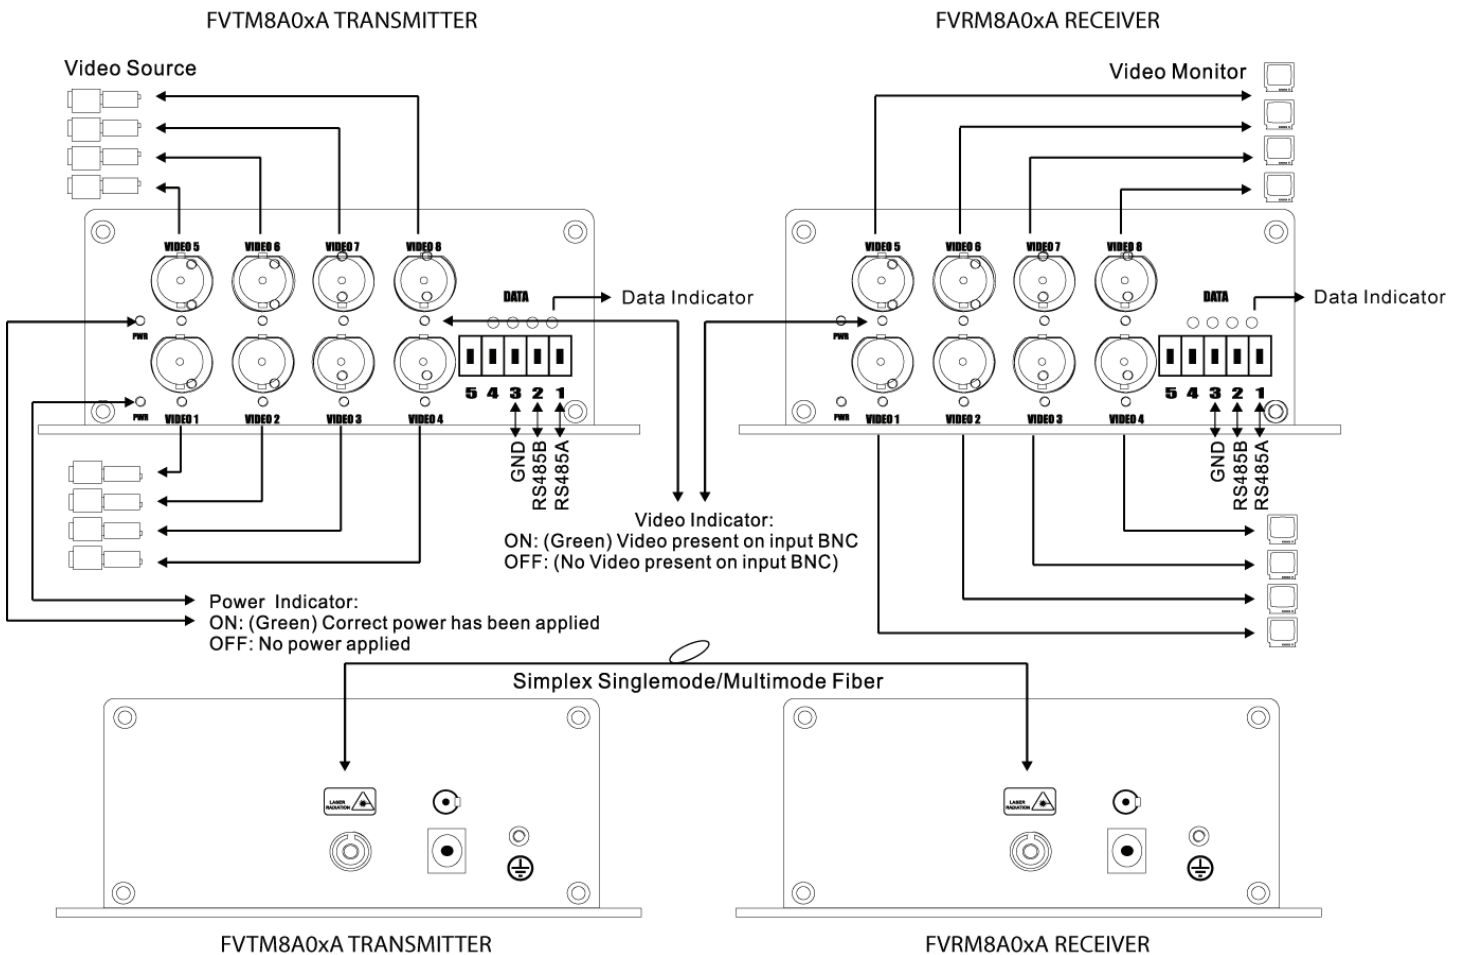 FVTM8A0xA TRANSMITTER
FVRM8A0xA RECEIVER
Video Source
Video Monitor
VIDEO 5 VIDEO 6 VIDEO 7 VIDEO 8
DATA
Data Indicator
PWR
5 4 3 2 1
PWR VIDEO 1 VIDEO 2 VIDEO 3 VIDEO 4
GND
RS485B
RS485A
VIDEO 5 VIDEO 6 VIDEO 7 VIDEO 8
DATA
Data Indicator
PWR
5 4 3 2 1
PWR VIDEO 1 VIDEO 2 VIDEO 3 VIDEO 4
GND
RS485B
RS485A
Video Indicator:
ON: (Green) Video present on input BNC
OFF: (No Video present on input BNC)
Power Indicator:
ON: (Green) Correct power has been applied
OFF: No power applied
Simplex Singlemode/Multimode Fiber
LASER
RADIATION
LASER
RADIATION
FVTM8A0xA TRANSMITTER
FVRM8A0xA RECEIVER